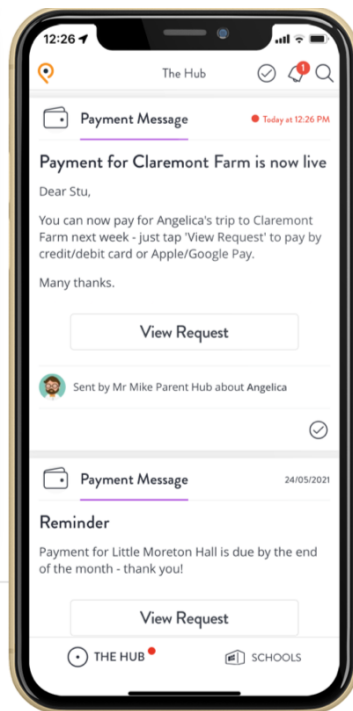 12:26
The Hub
1
Payment Message
Today at 12:26 PM
Payment for Claremont Farm is now live
Dear Stu,
You can now pay for Angelica's trip to Claremont
Farm next week - just tap 'View Request' to pay by
credit/debit card or Apple/Google Pay.
Many thanks.
View Request
Sent by Mr Mike Parent Hub about Angelica
Payment Message
24/05/2021
Reminder
Payment for Little Moreton Hall is due by the end
of the month - thank you!
View Request
THE HUB
SCHOOLS